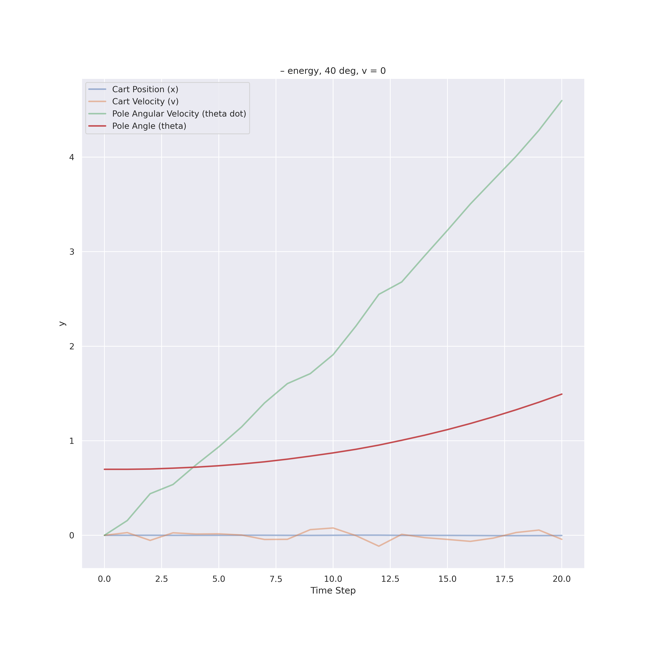 – energy, 40 deg, v = 0
Cart Position (x)
Cart Velocity (v)
Pole Angular Velocity (theta dot)
Pole Angle (theta)
4
3
2
1
0
y
0.0 2.5 5.0 7.5 10.0 12.5 15.0 17.5 20.0
Time Step